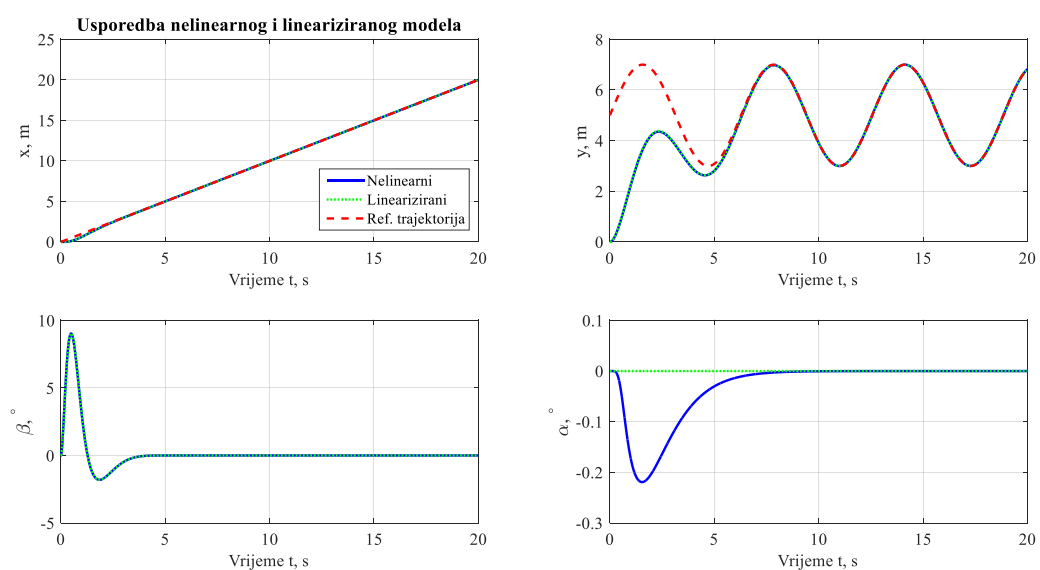 Usporedba nelinearnog i lineariziranog modela
25
20
15
10
5
0
x, m
Nelinearni
Linearizirani
Ref. trajektorija
0 5 10 15 20
Vrijeme t, s
8
6
4
2
0
y, m
0 5 10 15 20
Vrijeme t, s
10
5
0
-5
β, °
0 5 10 15 20
Vrijeme t, s
0.1
0
-0.1
-0.2
-0.3
α, °
0 5 10 15 20
Vrijeme t, s